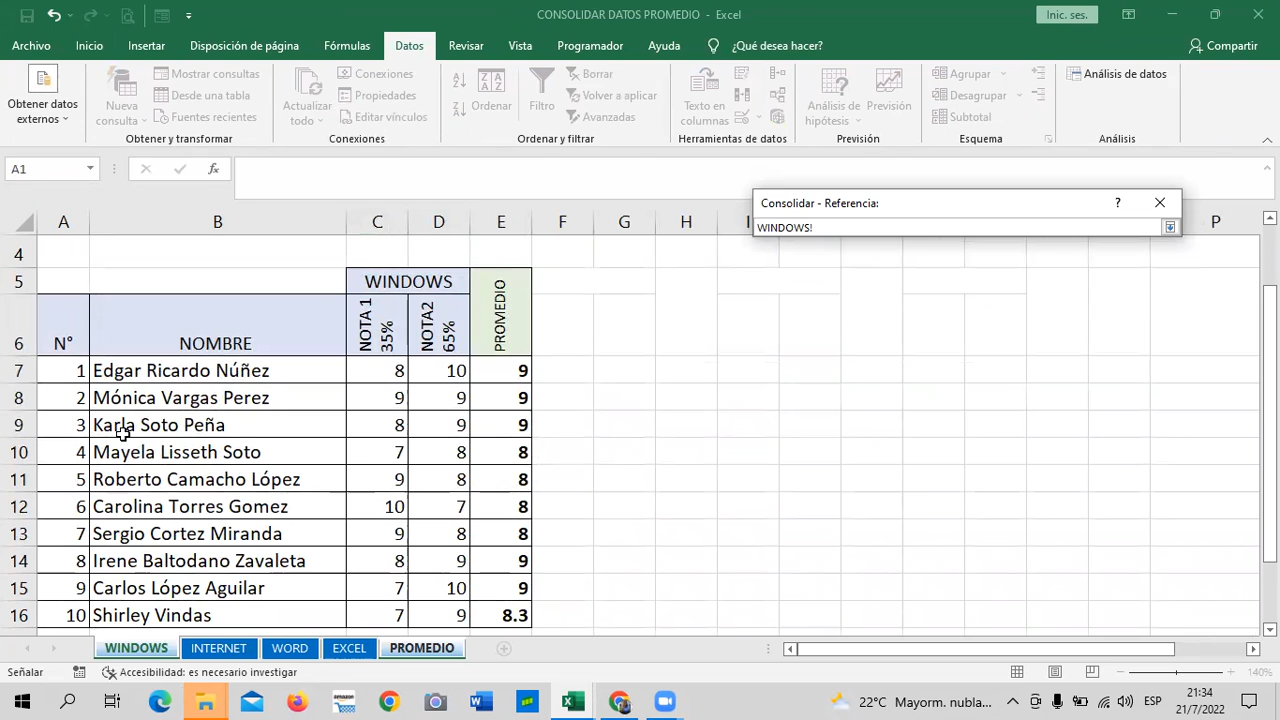 CONSOLIDAR DATOS PROMEDIO - Excel
Inic. ses.
Archivo Inicio Insertar Disposición de página Fórmulas Datos Revisar Vista Programador Ayuda ¿Qué desea hacer? Compartir
Obtener datos externos
Nueva consulta
Mostrar consultas
Desde una tabla
Fuentes recientes
Obtener y transformar
Actualizar todo
Conexiones
Propiedades
Editar vínculos
Conexiones
Ordenar
Filtro
Borrar
Volver a aplicar
Avanzadas
Ordenar y filtrar
Texto en columnas
Herramientas de datos
Análisis de hipótesis
Previsión
Previsión
Agrupar
Desagrupar
Subtotal
Esquema
Análisis de datos
Análisis
A1 fx
Consolidar - Referencia: ?
WINDOWS!
A B C D E F G H I P
4
5 WINDOWS PROMEDIO
6 N° NOMBRE NOTA 1 35% NOTA2 65%
7 1 Edgar Ricardo Núñez 8 10 9
8 2 Mónica Vargas Perez 9 9 9
9 3 Karla Soto Peña 8 9 9
10 4 Mayela Lisseth Soto 7 8 8
11 5 Roberto Camacho López 9 8 8
12 6 Carolina Torres Gomez 10 7 8
13 7 Sergio Cortez Miranda 9 8 8
14 8 Irene Baltodano Zavaleta 8 9 9
15 9 Carlos López Aguilar 7 10 9
16 10 Shirley Vindas 7 9 8.3
WINDOWS INTERNET WORD EXCEL PROMEDIO
Señalar Accesibilidad: es necesario investigar 140%
22°C Mayorm. nubla... ESP 21:34
21/7/2022